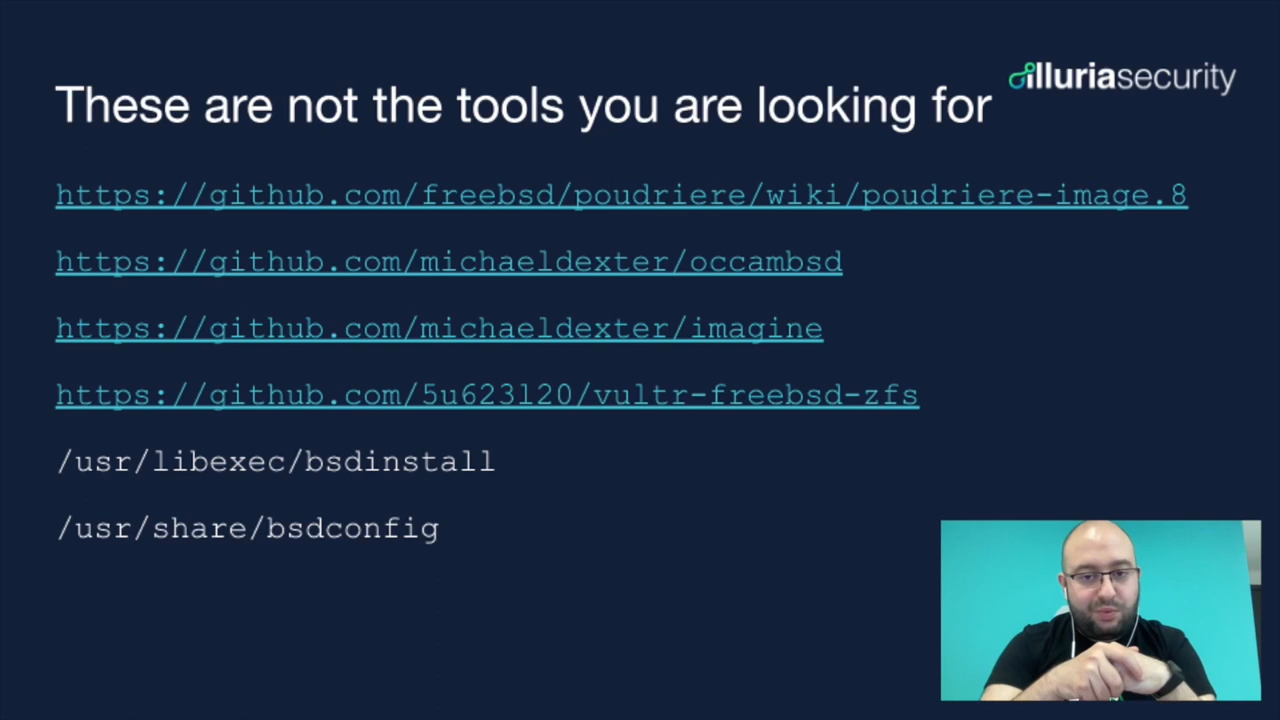 illuriasecurity
These are not the tools you are looking for
https://github.com/freebsd/poudriere/wiki/poudriere-image.8
https://github.com/michaeldexter/occambsd
https://github.com/michaeldexter/imagine
https://github.com/5u623l20/vultr-freebsd-zfs
/usr/libexec/bsdinstall
/usr/share/bsdconfig